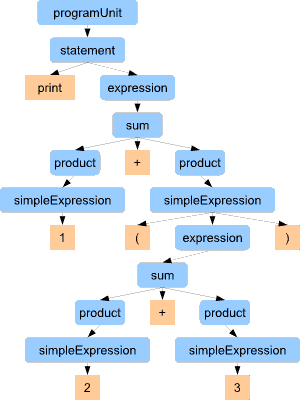 programUnit
statement
print expression
sum
product + product
simpleExpression simpleExpression
1 ( expression )
sum
product + product
simpleExpression simpleExpression
2 3